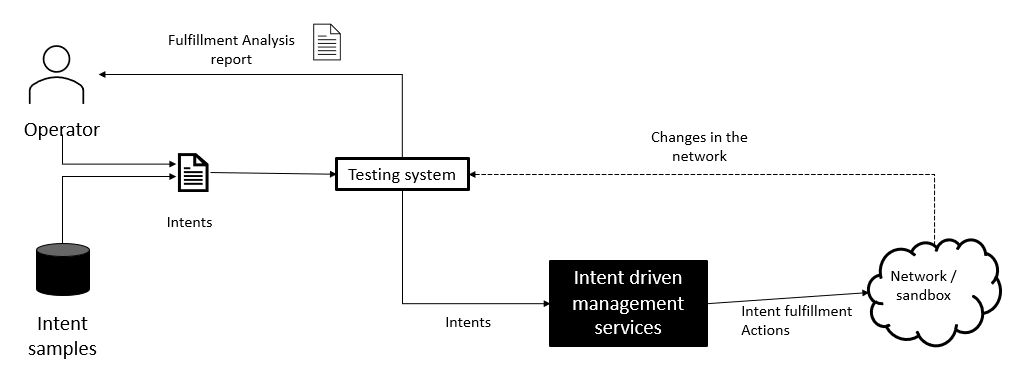 Fulfillment Analysis
report
Operator
Changes in the
network
Testing system
Intents
Network /
sandbox
Intent driven
management
services
Intent fulfillment
Actions
Intents
Intent
samples